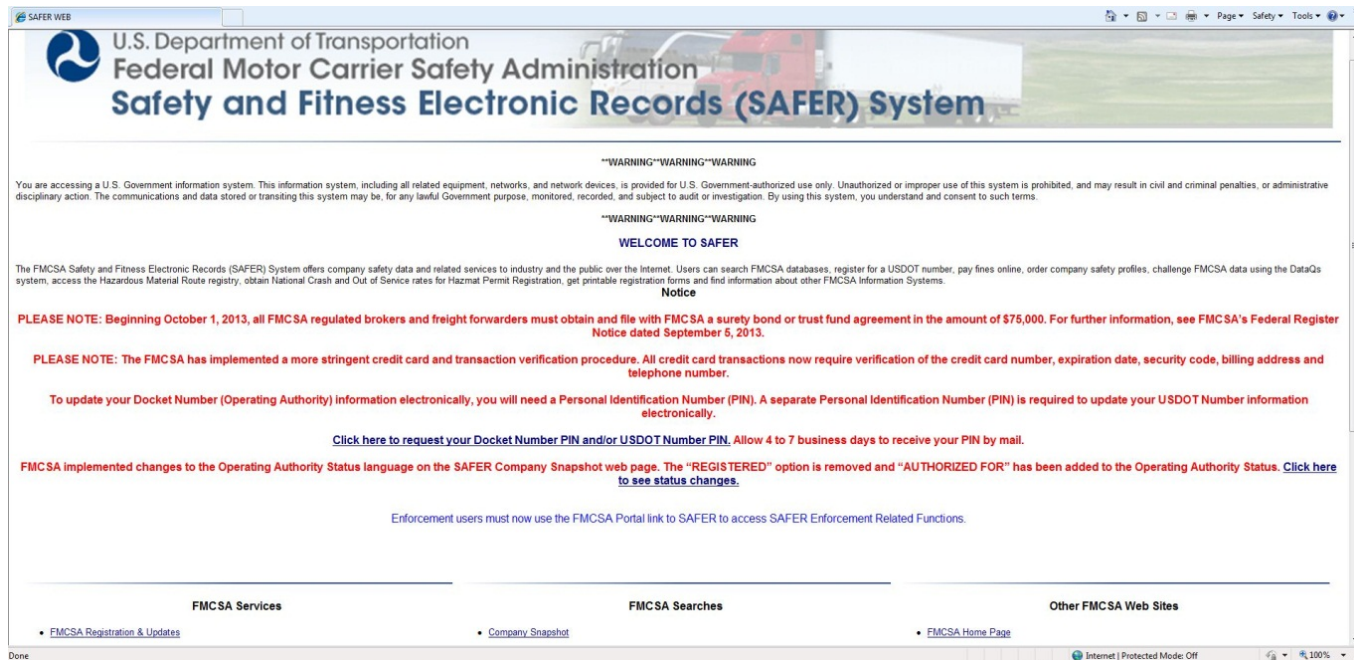 SAFER WEB
Page
Safety
Tools
U.S. Department of Transportation
Federal Motor Carrier Safety Administration
Safety and Fitness Electronic Records (SAFER) System
**WARNING**WARNING**WARNING
You are accessing a U.S. Government information system. This information system, including all related equipment, networks, and network devices, is provided for U.S. Government-authorized use only. Unauthorized or improper use of this system is prohibited, and may result in civil and criminal penalties, or administrative
disciplinary action. The communications and data stored or transiting this system may be, for any lawful Government purpose, monitored, recorded, and subject to audit or investigation. By using this system, you understand and consent to such terms.
**WARNING**WARNING**WARNING
WELCOME TO SAFER
The FMCSA Safety and Fitness Electronic Records (SAFER) System offers company safety data and related services to industry and the public over the Internet. Users can search FMCSA databases, register for a USDOT number, pay fines online, order company safety profiles, challenge FMCSA data using the DataQs
system, access the Hazardous Material Route registry, obtain National Crash and Out of Service rates for Hazmat Permit Registration, get printable registration forms and find information about other FMCSA Information Systems.
Notice
PLEASE NOTE: Beginning October 1, 2013, all FMCSA regulated brokers and freight forwarders must obtain and file with FMCSA a surety bond or trust fund agreement in the amount of $75,000. For further information, see FMCSA's Federal Register
Notice dated September 5, 2013.
PLEASE NOTE: The FMCSA has implemented a more stringent credit card and transaction verification procedure. All credit card transactions now require verification of the credit card number, expiration date, security code, billing address and
telephone number.
To update your Docket Number (Operating Authority) information electronically, you will need a Personal Identification Number (PIN). A separate Personal Identification Number (PIN) is required to update your USDOT Number information
electronically.
Click here to request your Docket Number PIN and/or USDOT Number PIN. Allow 4 to 7 business days to receive your PIN by mail.
FMCSA implemented changes to the Operating Authority Status language on the SAFER Company Snapshot web page. The “REGISTERED” option is removed and “AUTHORIZED FOR” has been added to the Operating Authority Status. Click here
to see status changes.
Enforcement users must now use the FMCSA Portal link to SAFER to access SAFER Enforcement Related Functions.
FMCSA Services
FMCSA Searches
Other FMCSA Web Sites
• FMCSA Registration & Updates
• Company Snapshot
• FMCSA Home Page
Done
Internet | Protected Mode: Off
100%